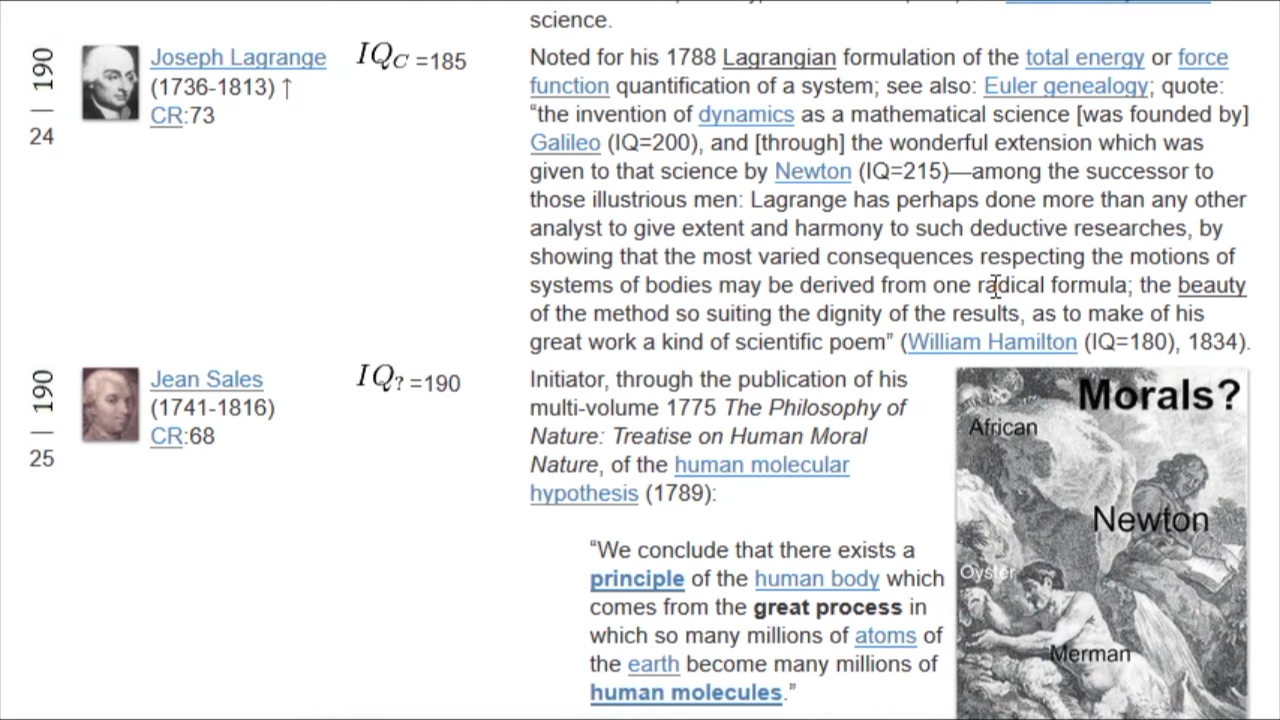 science.
190
|
24
Joseph Lagrange
(1736-1813) ↑
CR:73
IQC =185
Noted for his 1788 Lagrangian formulation of the total energy or force
function quantification of a system; see also: Euler genealogy; quote:
“the invention of dynamics as a mathematical science [was founded by]
Galileo (IQ=200), and [through] the wonderful extension which was
given to that science by Newton (IQ=215)—among the successor to
those illustrious men: Lagrange has perhaps done more than any other
analyst to give extent and harmony to such deductive researches, by
showing that the most varied consequences respecting the motions of
systems of bodies may be derived from one radical formula; the beauty
of the method so suiting the dignity of the results, as to make of his
great work a kind of scientific poem” (William Hamilton (IQ=180), 1834).
190
|
25
Jean Sales
(1741-1816)
CR:68
IQ? =190
Initiator, through the publication of his
multi-volume 1775 The Philosophy of
Nature: Treatise on Human Moral
Nature, of the human molecular
hypothesis (1789):
“We conclude that there exists a
principle of the human body which
comes from the great process in
which so many millions of atoms of
the earth become many millions of
human molecules.”
Morals?
African
Newton
Oyster
Merman